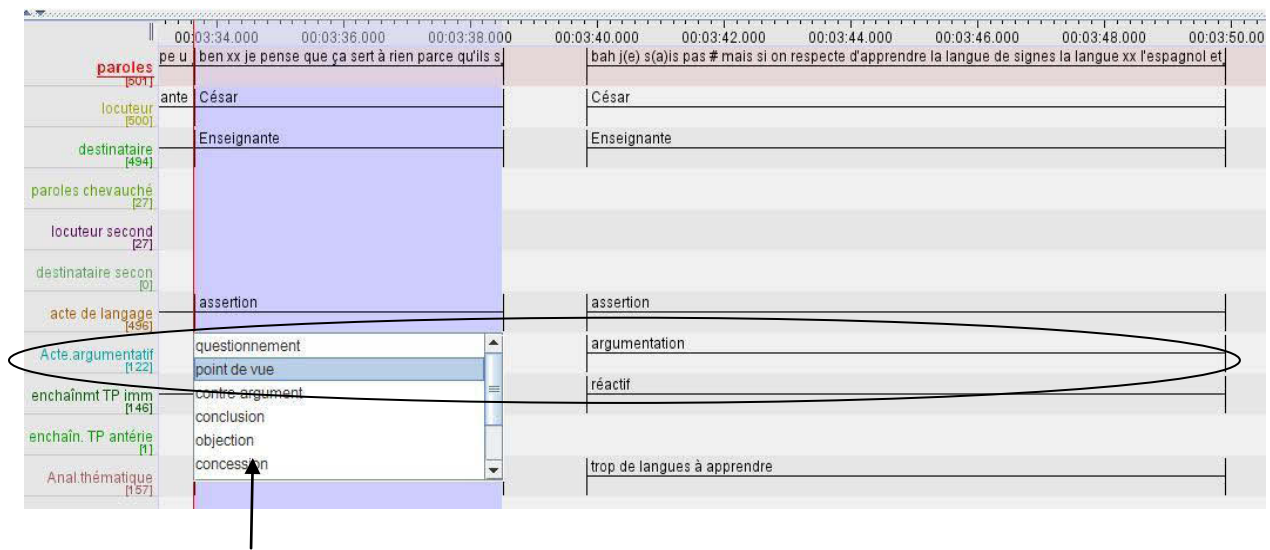 00:03:34.000 00:03:36.000 00:03:38.000 00:03:40.000 00:03:42.000 00:03:44.000 00:03:46.000 00:03:48.000 00:03:50.00
paroles [501] pe u ben xx je pense que ça sert à rien parce qu'ils s bah j(e) s(a)is pas # mais si on respecte d'apprendre la langue de signes la langue xx l'espagnol et
locuteur [500] ante César César
destinataire [494] Enseignante Enseignante
paroles chevauché [27]
locuteur second [27]
destinataire secon [0]
acte de langage [496] assertion assertion
Acte.argumentatif [122] questionnement argumentation
point de vue
enchaînmt TP imm [146] contre-argument réactif
conclusion
enchaîn. TP antérie [1] objection
Anal.thématique [157] concession trop de langues à apprendre